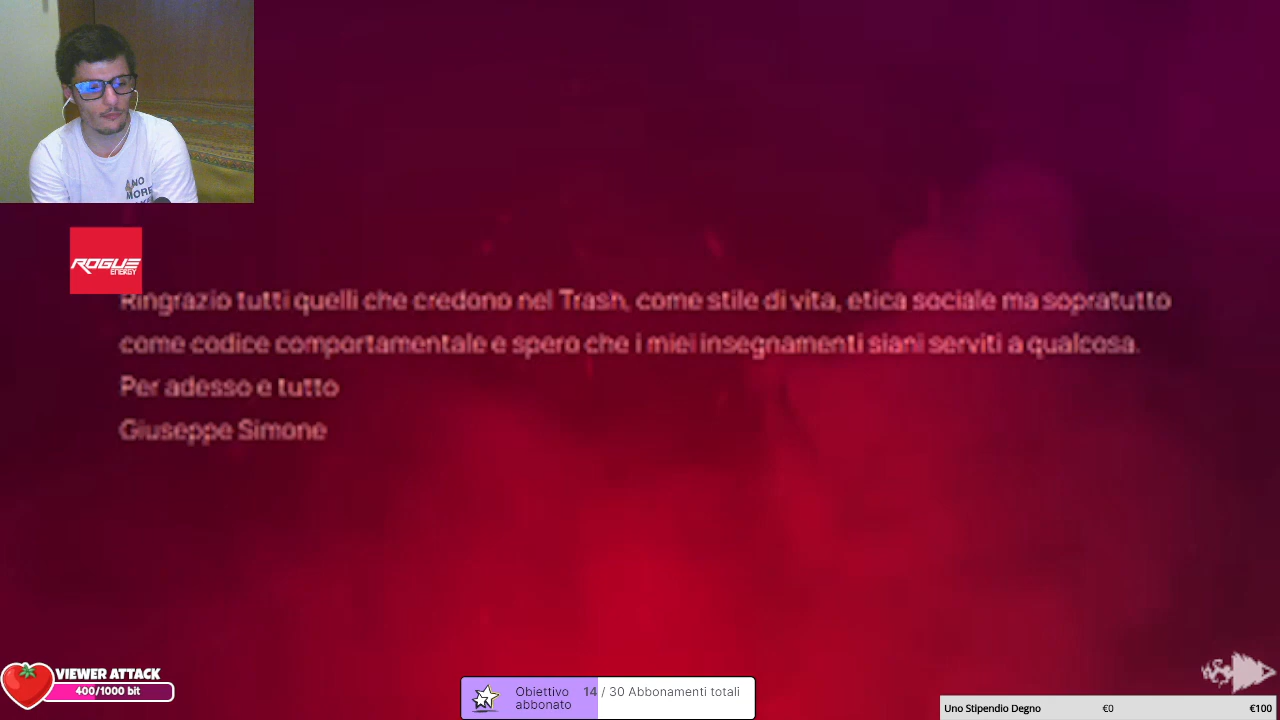 NO
MORE
ROGUE
ENERGY
Ringrazio tutti quelli che credono nel Trash, come stile di vita, etica sociale ma sopratutto
come codice comportamentale e spero che i miei insegnamenti siani serviti a qualcosa.
Per adesso e tutto
Giuseppe Simone
VIEWER ATTACK
400/1000 bit
Obiettivo abbonato
14 / 30 Abbonamenti totali
Uno Stipendio Degno €0 €100